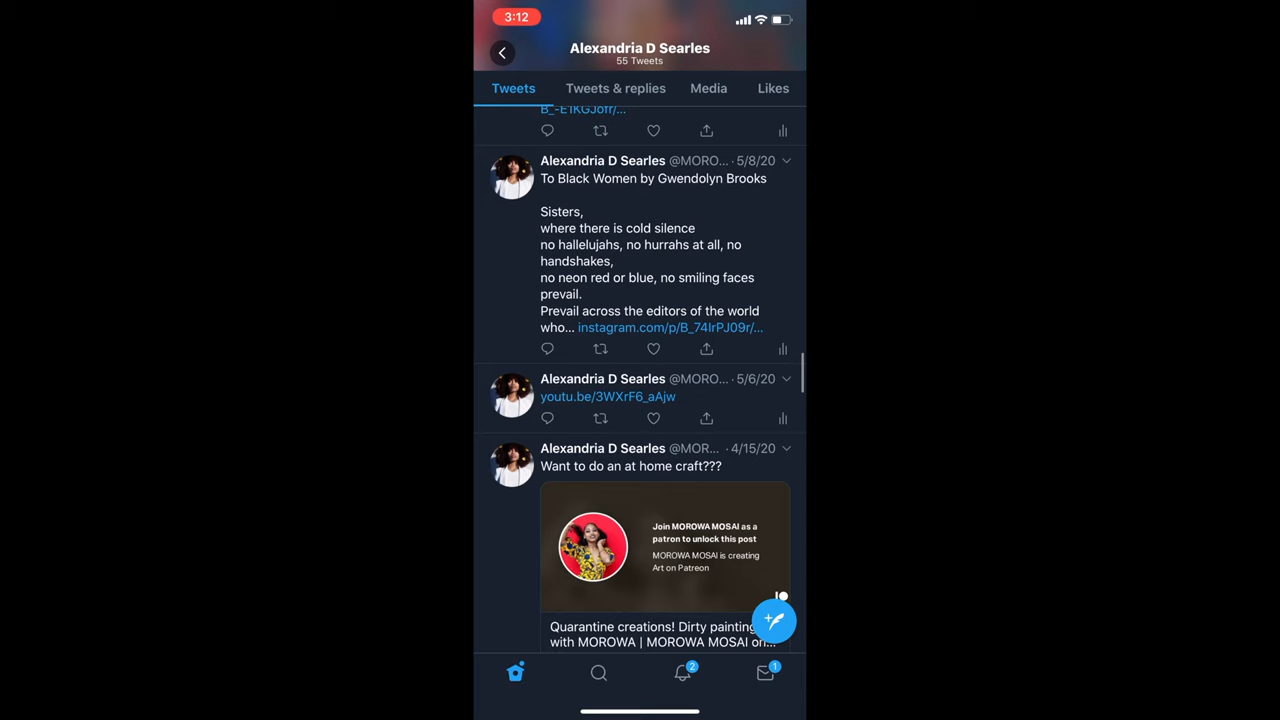 3:12
Alexandria D Searles
55 Tweets
Tweets Tweets & replies Media Likes
B_-E1KGJofr/...
Alexandria D Searles @MORO... · 5/8/20
To Black Women by Gwendolyn Brooks
Sisters,
where there is cold silence
no hallelujahs, no hurrahs at all, no
handshakes,
no neon red or blue, no smiling faces
prevail.
Prevail across the editors of the world
who... instagram.com/p/B_74IrPJ09r/...
Alexandria D Searles @MORO... · 5/6/20
youtu.be/3WXrF6_aAjw
Alexandria D Searles @MOR... · 4/15/20
Want to do an at home craft???
Join MOROWA MOSAI as a
patron to unlock this post
MOROWA MOSAI is creating
Art on Patreon
Quarantine creations! Dirty painting
with MOROWA | MOROWA MOSAI on...
2
1